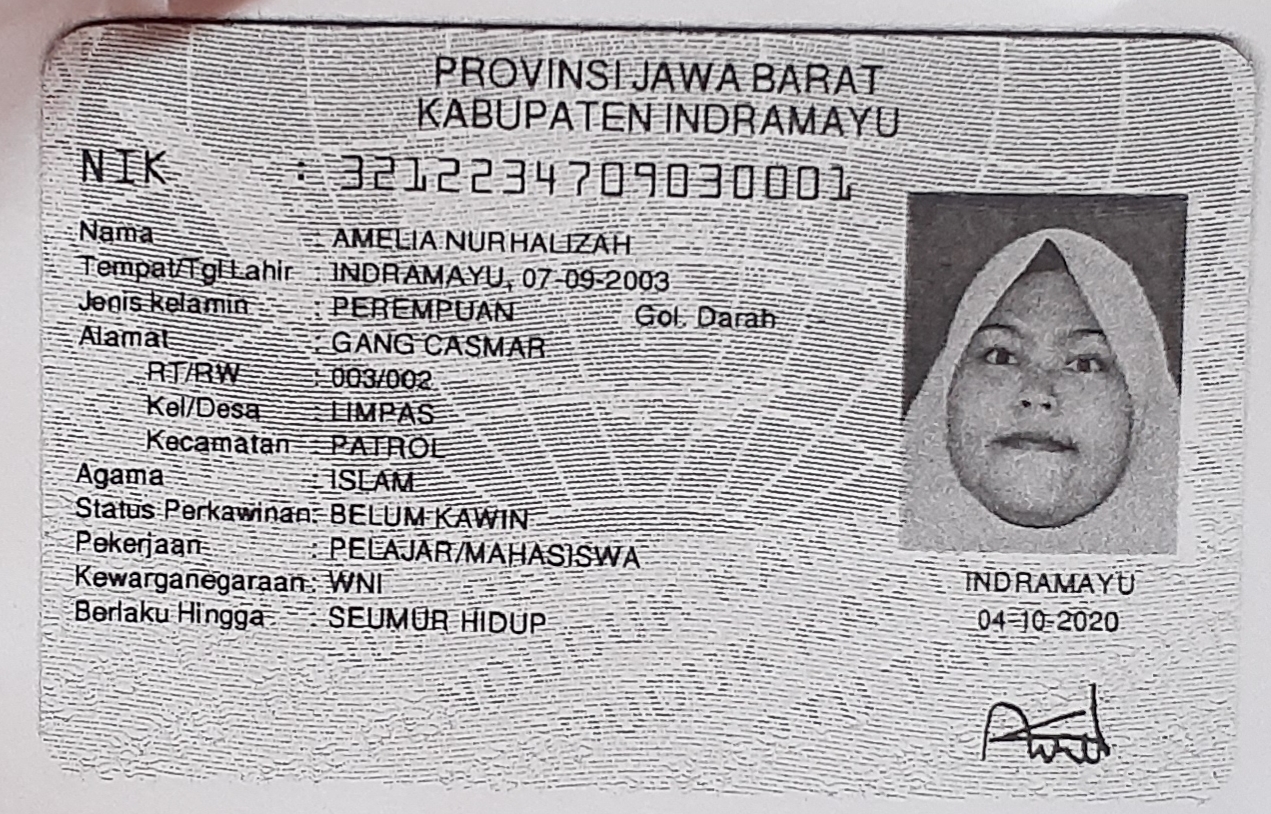 PROVINSI JAWA BARAT
KABUPATEN INDRAMAYU
NIK : 3212234709030001
Nama : AMELIA NURHALIZAH
Tempat/Tgl Lahir : INDRAMAYU, 07-09-2003
Jenis kelamin : PEREMPUAN Gol. Darah
Alamat : GANG CASMAR
RT/RW : 003/002
Kel/Desa : LIMPAS
Kecamatan : PATROL
Agama : ISLAM
Status Perkawinan: BELUM KAWIN
Pekerjaan : PELAJAR/MAHASISWA
Kewarganegaraan: WNI
Berlaku Hingga : SEUMUR HIDUP
INDRAMAYU
04-10-2020